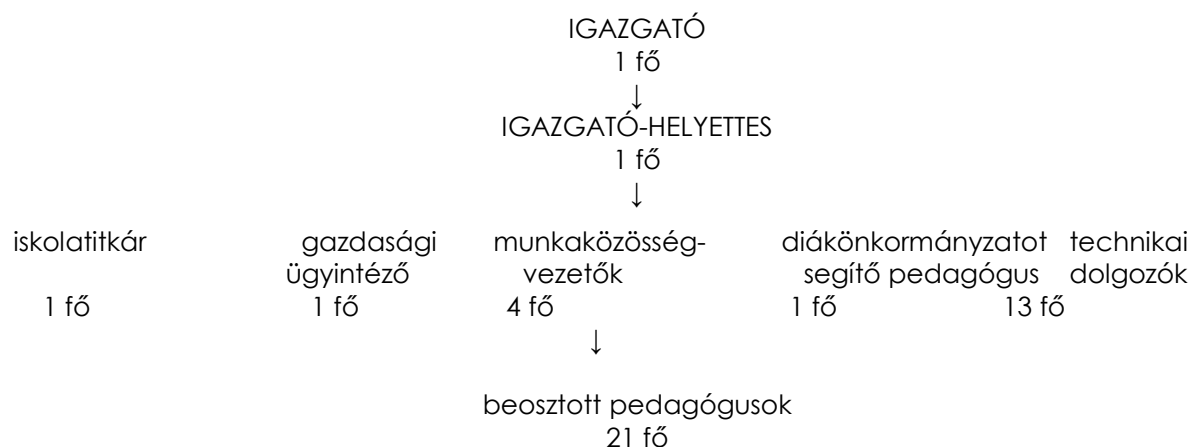 IGAZGATÓ
1 fő
↓
IGAZGATÓ-HELYETTES
1 fő
↓
iskolatitkár gazdasági munkaközösség- diákönkormányzatot technikai
ügyintéző vezetők segítő pedagógus dolgozók
1 fő 1 fő 4 fő 1 fő 13 fő
↓
beosztott pedagógusok
21 fő